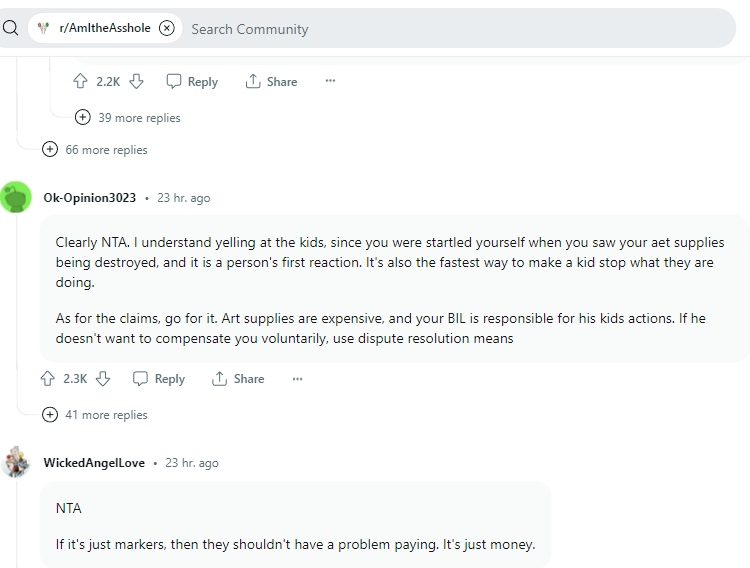 r/AmItheAsshole Search Community
2.2K Reply Share ...
39 more replies
66 more replies
Ok-Opinion3023 • 23 hr. ago
Clearly NTA. I understand yelling at the kids, since you were startled yourself when you saw your aet supplies
being destroyed, and it is a person's first reaction. It's also the fastest way to make a kid stop what they are
doing.
As for the claims, go for it. Art supplies are expensive, and your BIL is responsible for his kids actions. If he
doesn't want to compensate you voluntarily, use dispute resolution means
2.3K Reply Share ...
41 more replies
WickedAngelLove • 23 hr. ago
NTA
If it's just markers, then they shouldn't have a problem paying. It's just money.